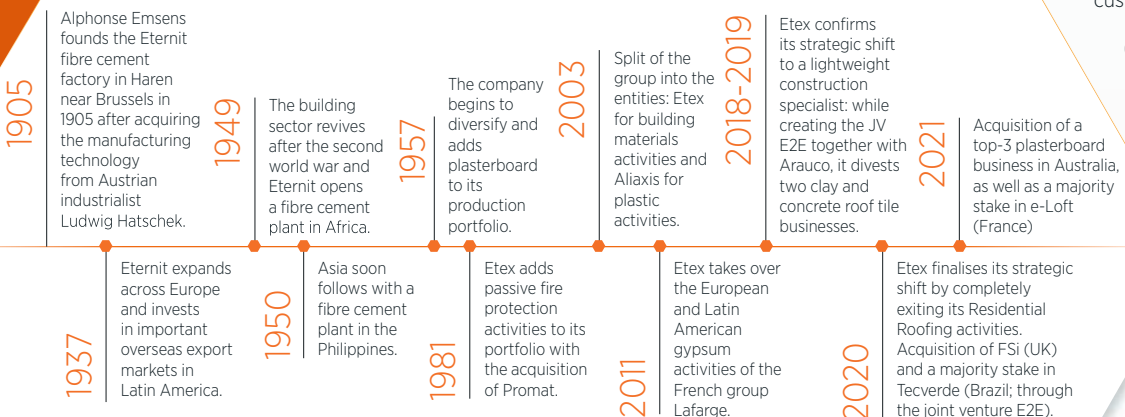 cus
1905
Alphonse Emsens
founds the Eternit
fibre cement
factory in Haren
near Brussels in
1905 after acquiring
the manufacturing
technology
from Austrian
industrialist
Ludwig Hatschek.
1937
Eternit expands
across Europe
and invests
in important
overseas export
markets in
Latin America.
1949
The building
sector revives
after the second
world war and
Eternit opens
a fibre cement
plant in Africa.
1950
Asia soon
follows with a
fibre cement
plant in the
Philippines.
1957
The company
begins to
diversify and
adds
plasterboard
to its
production
portfolio.
1981
Etex adds
passive fire
protection
activities to its
portfolio with
the acquisition
of Promat.
2003
Split of the
group into the
entities: Etex
for building
materials
activities and
Aliaxis for
plastic
activities.
2011
Etex takes over
the European
and Latin
American
gypsum
activities of the
French group
Lafarge.
2018-2019
Etex confirms
its strategic shift
to a lightweight
construction
specialist: while
creating the JV
E2E together with
Arauco, it divests
two clay and
concrete roof tile
businesses.
2020
Etex finalises its strategic
shift by completely
exiting its Residential
Roofing activities.
Acquisition of FSi (UK)
and a majority stake in
Tecverde (Brazil; through
the joint venture E2E).
2021
Acquisition of a
top-3 plasterboard
business in Australia,
as well as a majority
stake in e-Loft
(France)